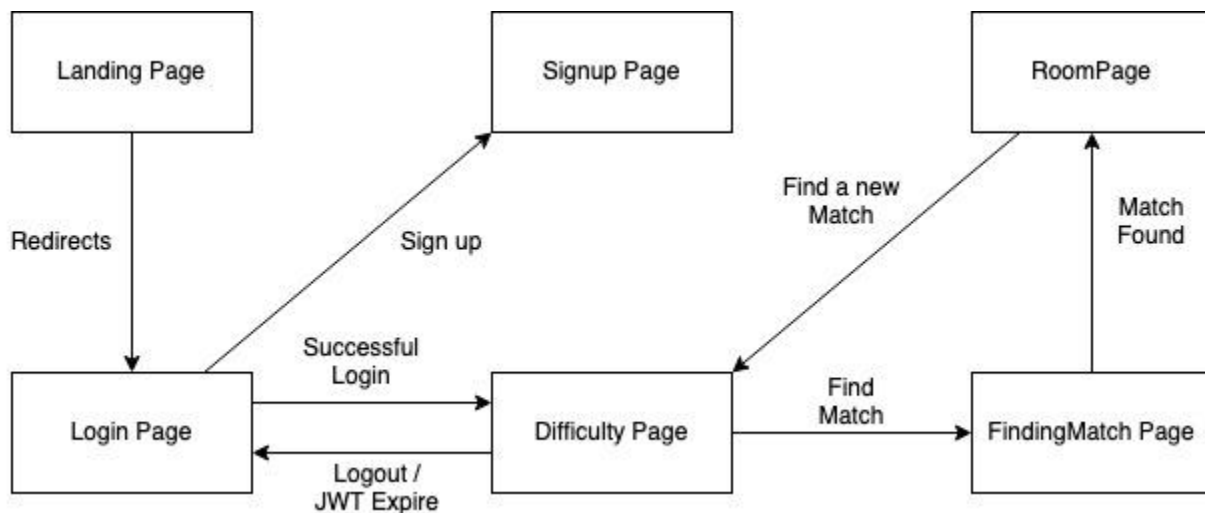 Landing Page
Signup Page
RoomPage
Redirects
Sign up
Find a new
Match
Match
Found
Successful
Login
Login Page
Difficulty Page
Find
Match
FindingMatch Page
Logout /
JWT Expire